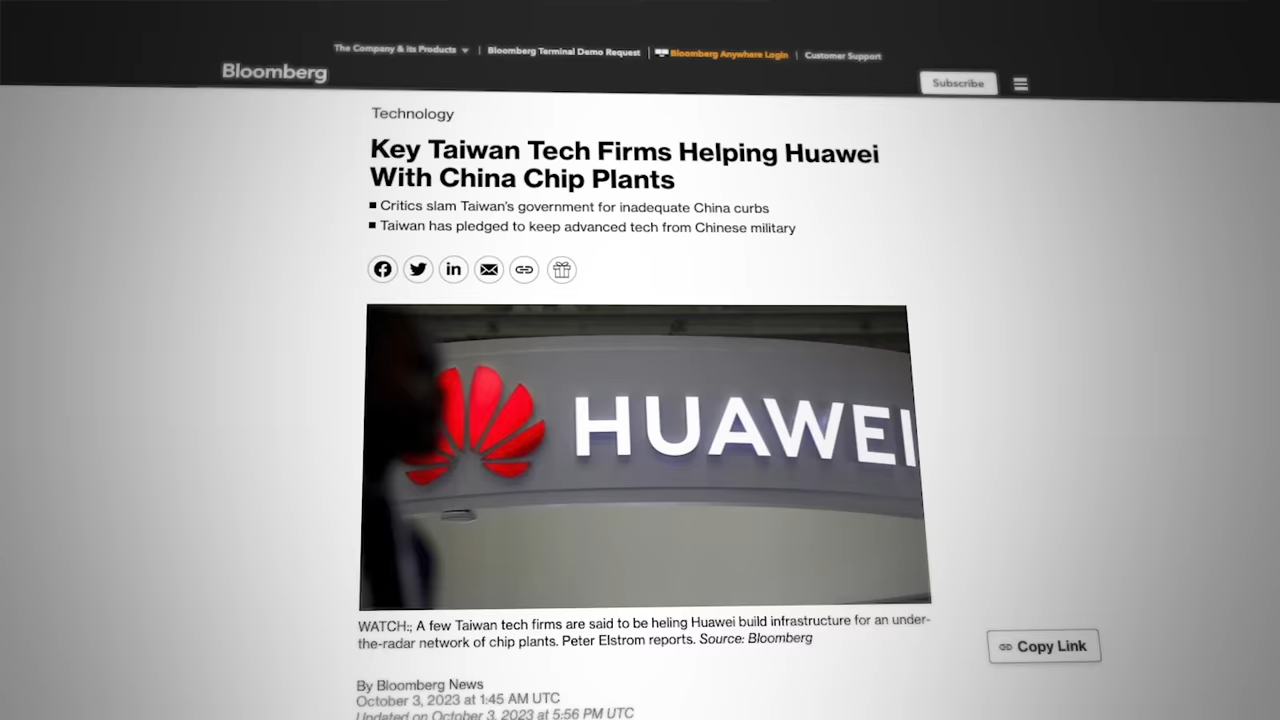 The Company & its Products | Bloomberg Terminal Demo Request | Bloomberg Anywhere Login | Customer Support
Bloomberg
Subscribe
Technology
Key Taiwan Tech Firms Helping Huawei
With China Chip Plants
Critics slam Taiwan's government for inadequate China curbs
Taiwan has pledged to keep advanced tech from Chinese military
in
HUAWEI
WATCH:; A few Taiwan tech firms are said to be heling Huawei build infrastructure for an under-
the-radar network of chip plants. Peter Elstrom reports. Source: Bloomberg
Copy Link
By Bloomberg News
October 3, 2023 at 1:45 AM UTC
Updated on October 3, 2023 at 5:56 PM UTC